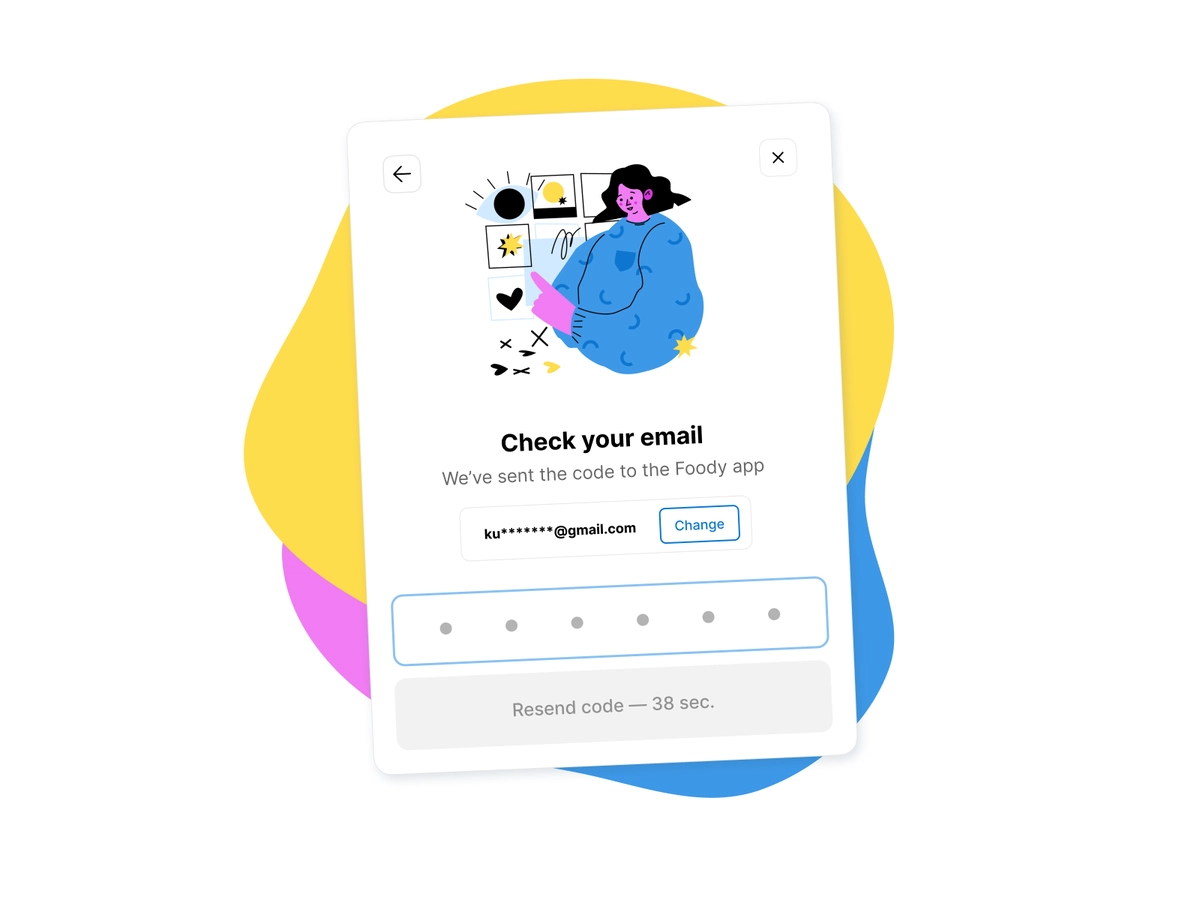 Check your email
We’ve sent the code to the Foody app
ku*******@gmail.com
Change
Resend code — 38 sec.